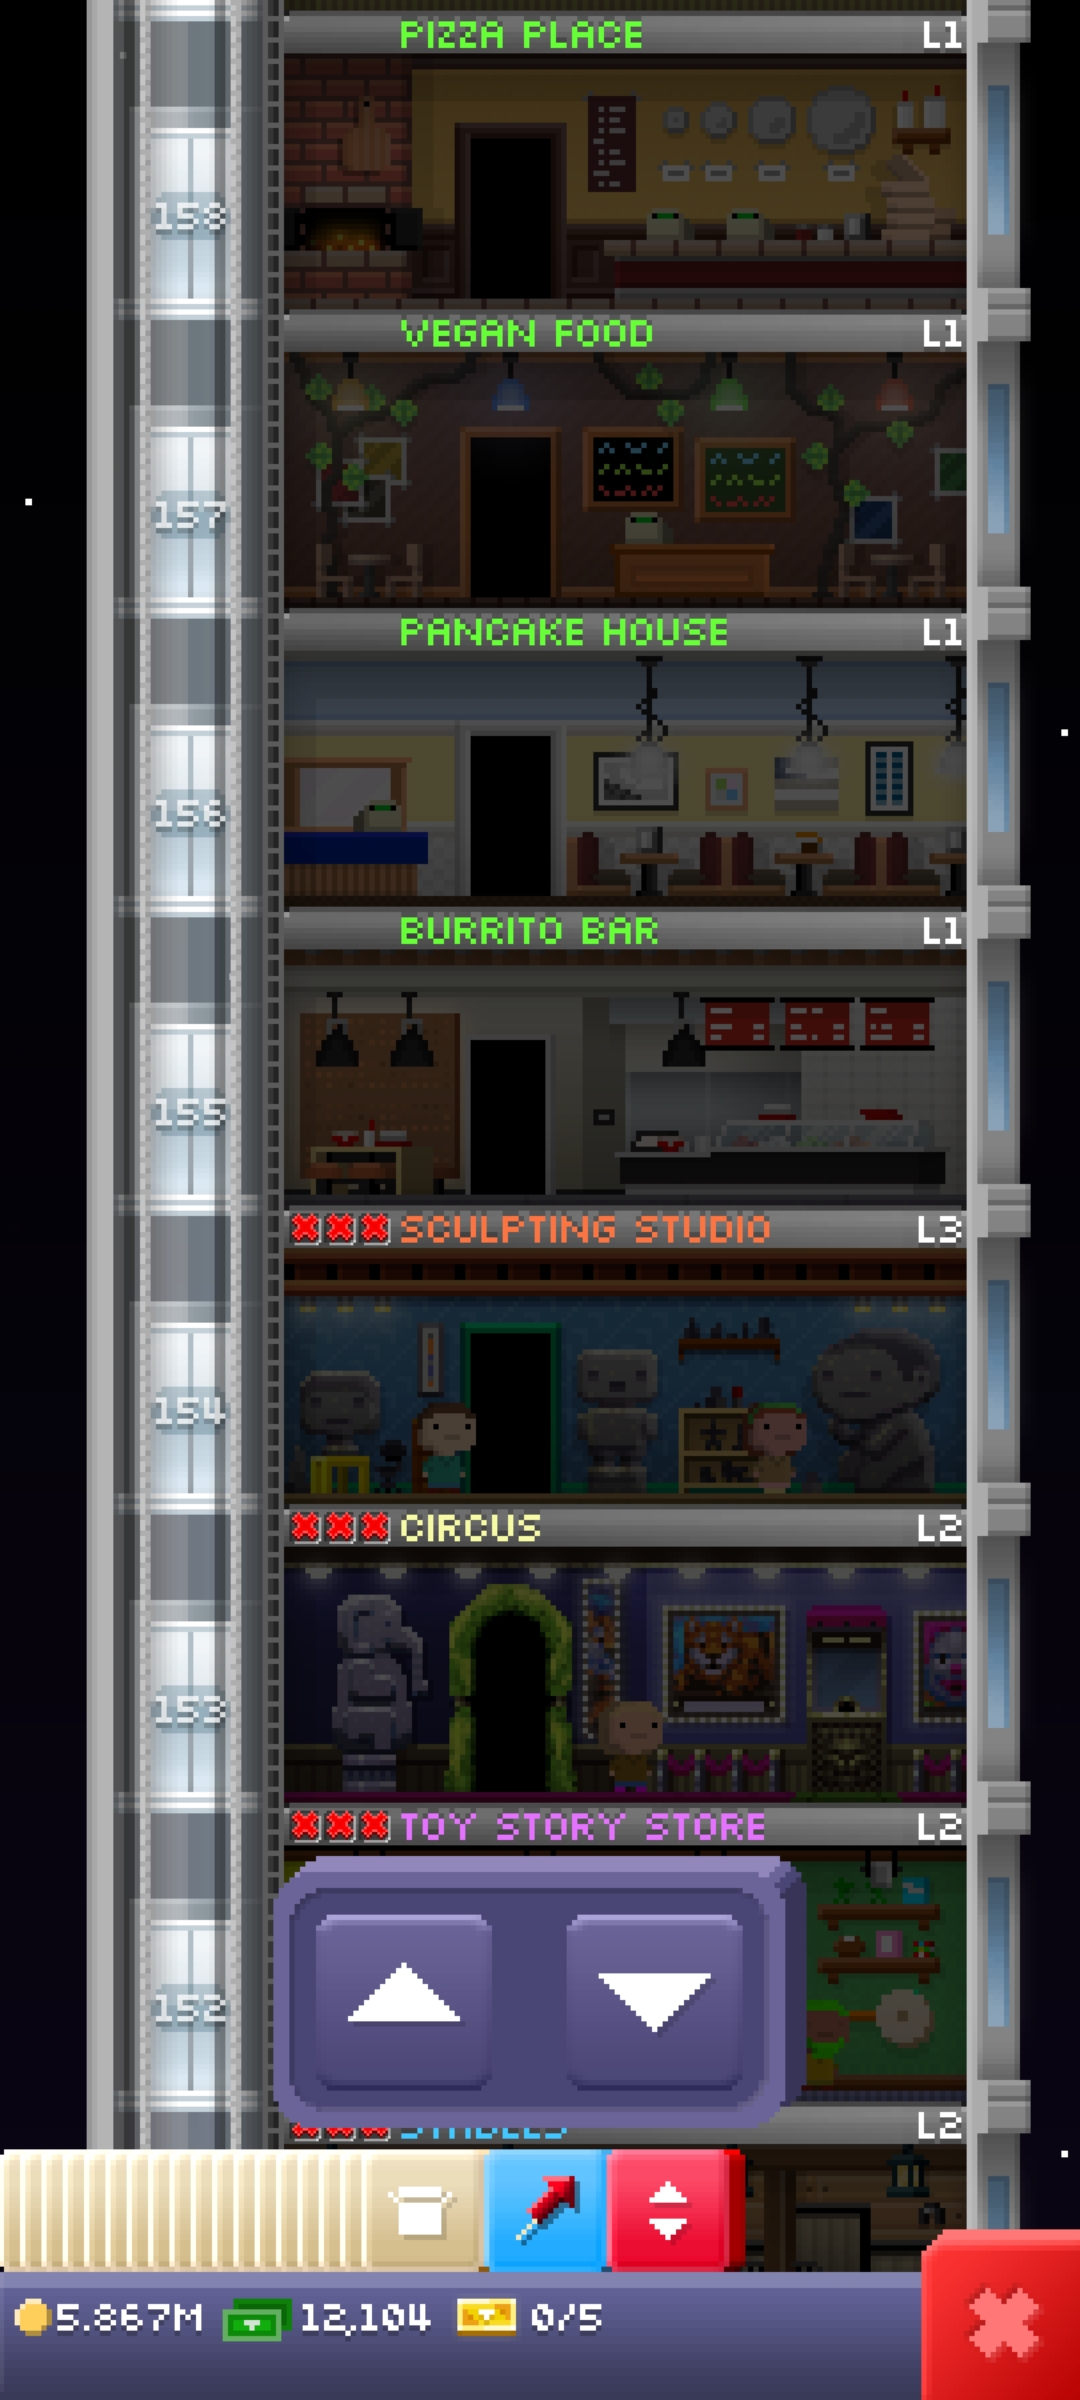 PIZZA PLACE L1
158
VEGAN FOOD L1
157
PANCAKE HOUSE L1
156
BURRITO BAR L1
155
SCULPTING STUDIO L3
154
CIRCUS L2
153
TOY STORY STORE L2
152
STABLES L2
5.867M 12,104 0/5